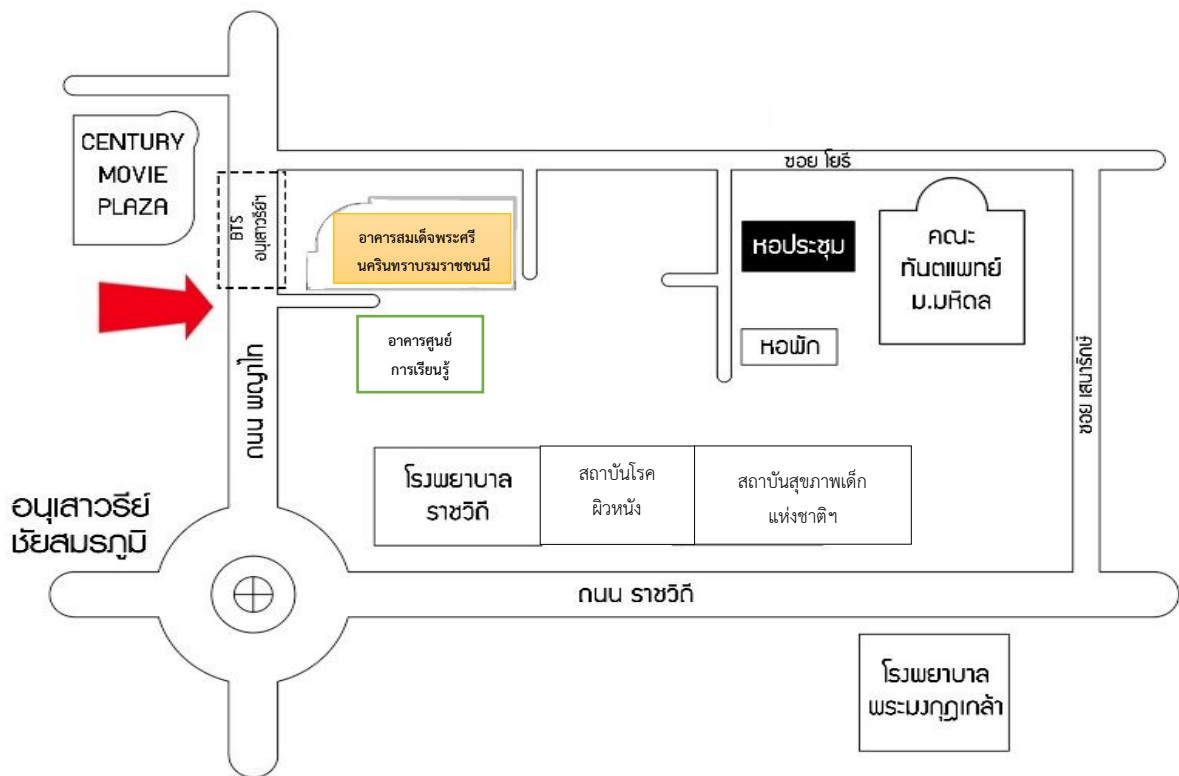 CENTURY
MOVIE
PLAZA
BTS
อนุเสาวรีย์ฯ
ซอย โยธี
อาคารสมเด็จพระศรี
นครินทราบรมราชชนนี
หอประชุม
คณะ
ทันตแพทย์
ม.มหิดล
อาคารศูนย์
การเรียนรู้
หอพัก
ถนน พญาไท
ซอย เสนารักษ์
โรงพยาบาล
ราชวิถี
สถาบันโรค
ผิวหนัง
สถาบันสุขภาพเด็ก
แห่งชาติฯ
อนุเสาวรีย์
ชัยสมรภูมิ
ถนน ราชวิถี
โรงพยาบาล
พระมงกุฎเกล้า